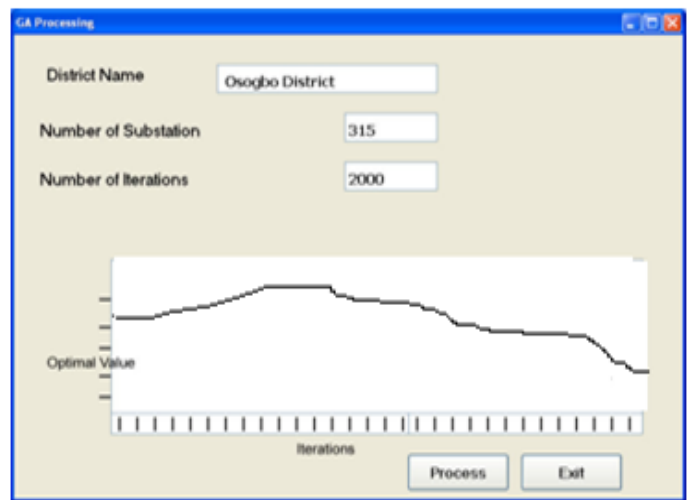 GA Processing
District Name
Osogbo District
Number of Substation
315
Number of Iterations
2000
Optimal Value
Iterations
Process
Exit